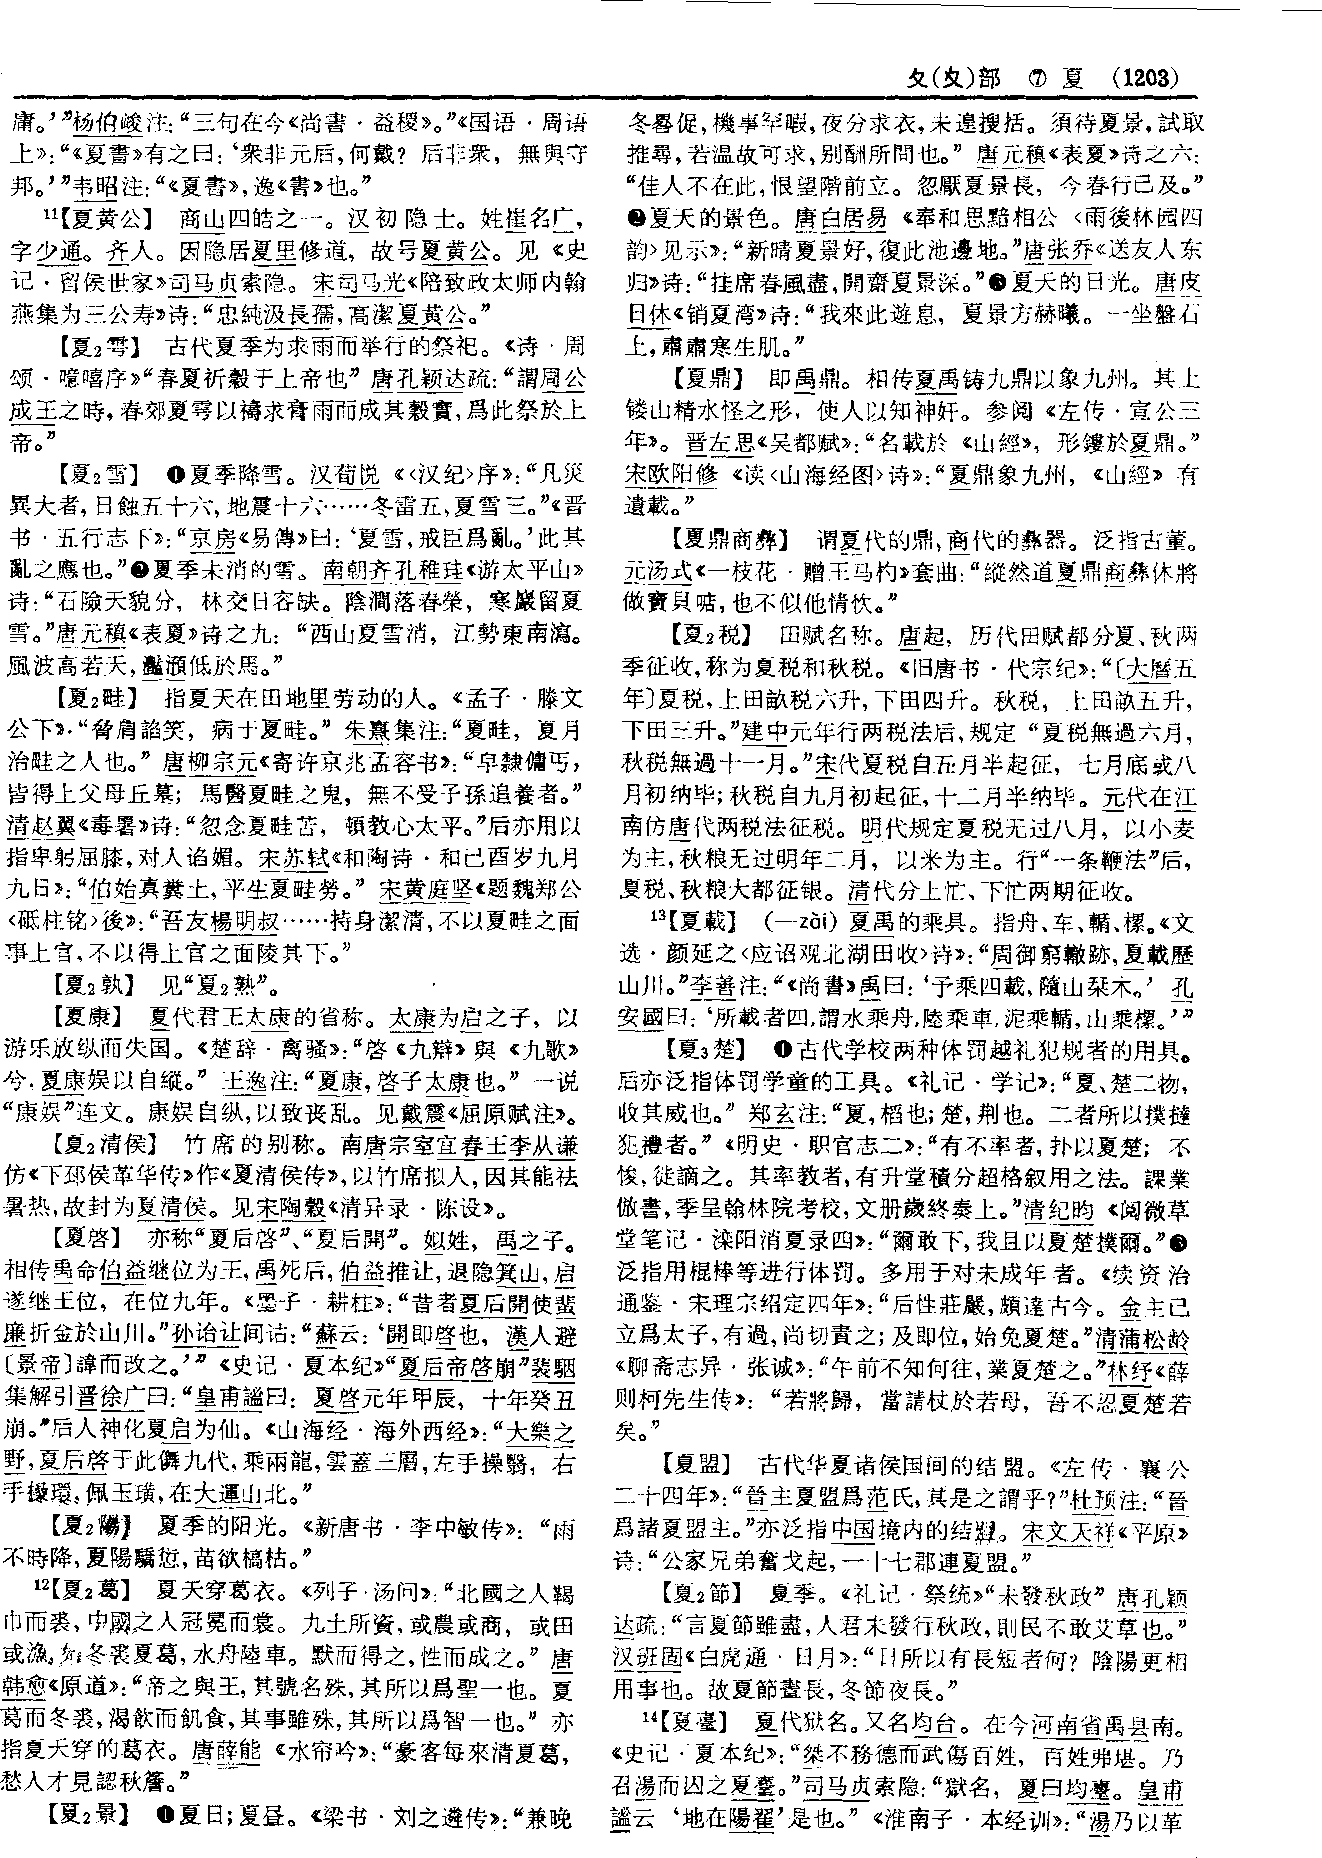 夂(夊)部 ⑦ 夏 (1203)
庸。’”杨伯峻注:“三句在今《尚書·益稷》。”《国语·周语
上》:“《夏書》有之曰:‘衆非元后,何戴?后非衆,無與守
邦。’”韦昭注:“《夏書》,逸《書》也。”
11【夏黄公】 商山四皓之一。汉初隐士。姓崔名广,
字少通。齐人。因隐居夏里修道,故号夏黄公。见《史
记·留侯世家》司马贞索隐。宋司马光《陪致政太师内翰
燕集为三公寿》诗:“忠純汲長孺,高潔夏黄公。”
【夏2雩】 古代夏季为求雨而举行的祭祀。《诗·周
颂·噫嘻序》“春夏祈穀于上帝也”唐孔颖达疏:“謂周公
成王之時,春郊夏雩以禱求膏雨而成其穀實,爲此祭於上
帝。”
【夏2雪】 ❶夏季降雪。汉荀悦《〈汉纪〉序》:“凡災
異大者,日蝕五十六,地震十六……冬雷五,夏雪三。”《晋
书·五行志下》:“京房《易傳》曰:‘夏雪,戒臣爲亂。’此其
亂之應也。”❷夏季未消的雪。南朝齐孔稚珪《游太平山》
诗:“石險天貌分,林交日容缺。陰澗落春榮,寒巖留夏
雪。”唐元稹《表夏》诗之九:“西山夏雪消,江勢東南瀉。
風波高若天,灩澦低於馬。”
【夏2畦】 指夏天在田地里劳动的人。《孟子·滕文
公下》:“脅肩諂笑,病于夏畦。”朱熹集注:“夏畦,夏月
治畦之人也。”唐柳宗元《寄许京兆孟容书》:“皁隸傭丐,
皆得上父母丘墓;馬醫夏畦之鬼,無不受子孫追養者。”
清赵翼《毒暑》诗:“忽念夏畦苦,頓教心太平。”后亦用以
指卑躬屈膝,对人谄媚。宋苏轼《和陶诗·和己酉岁九月
九日》:“伯始真糞土,平生夏畦勞。”宋黄庭坚《题魏郑公
〈砥柱铭〉後》:“吾友楊明叔……持身潔清,不以夏畦之面
事上官,不以得上官之面陵其下。”
【夏2孰】 见“夏2熟”。
【夏康】 夏代君王太康的省称。太康为启之子,以
游乐放纵而失国。《楚辞·离骚》:“啓《九辯》與《九歌》
兮,夏康娱以自縱。”王逸注:“夏康,啓子太康也。”一说
“康娱”连文。康娱自纵,以致丧乱。见戴震《屈原赋注》。
【夏2清侯】 竹席的别称。南唐宗室宜春王李从谦
仿《下邳侯革华传》作《夏清侯传》,以竹席拟人,因其能祛
暑热,故封为夏清侯。见宋陶穀《清异录·陈设》。
【夏啓】 亦称“夏后啓”、“夏后開”。姒姓,禹之子。
相传禹命伯益继位为王,禹死后,伯益推让,退隐箕山,启
遂继王位,在位九年。《墨子·耕柱》:“昔者夏后開使蜚
廉折金於山川。”孙诒让间诂:“蘇云:‘開即啓也,漢人避
〔景帝〕諱而改之。’”《史记·夏本纪》“夏后帝啓崩”裴駰
集解引晋徐广曰:“皇甫謐曰:夏啓元年甲辰,十年癸丑
崩。”后人神化夏启为仙。《山海经·海外西经》:“大樂之
野,夏后啓于此儛九代,乘兩龍,雲蓋三層,左手操翳,右
手操環,佩玉璜,在大運山北。”
【夏2陽】 夏季的阳光。《新唐书·李中敏传》:“雨
不時降,夏陽驕愆,苗欲槁枯。”
12【夏2葛】 夏天穿葛衣。《列子·汤问》:“北國之人鞨
巾而裘,中國之人冠冕而裳。九土所資,或農或商,或田
或漁,如冬裘夏葛,水舟陸車。默而得之,性而成之。”唐
韩愈《原道》:“帝之與王,其號名殊,其所以爲聖一也。夏
葛而冬裘,渴飲而飢食,其事雖殊,其所以爲智一也。”亦
指夏天穿的葛衣。唐薛能《水帘吟》:“豪客每來清夏葛,
愁人才見認秋簷。”
【夏2景】 ❶夏日;夏昼。《梁书·刘之遴传》:“兼晚
冬晷促,機事罕暇,夜分求衣,未遑搜括。須待夏景,試取
推尋,若温故可求,别酬所問也。”唐元稹《表夏》诗之六:
“佳人不在此,恨望階前立。忽厭夏景長,今春行已及。”
❷夏天的景色。唐白居易《奉和思黯相公〈雨後林园四
韵〉见示》:“新晴夏景好,復此池邊地。”唐张乔《送友人东
归》诗:“挂席春風盡,開齋夏景深。”❸夏天的日光。唐皮
日休《销夏湾》诗:“我來此遊息,夏景方赫曦。一坐盤石
上,肅肅寒生肌。”
【夏鼎】 即禹鼎。相传夏禹铸九鼎以象九州。其上
镂山精水怪之形,使人以知神奸。参阅《左传·宣公三
年》。晋左思《吴都赋》:“名載於《山經》,形鏤於夏鼎。”
宋欧阳修《读〈山海经图〉诗》:“夏鼎象九州,《山經》有
遺載。”
【夏鼎商彝】 谓夏代的鼎,商代的彝器。泛指古董。
元汤式《一枝花·赠王马杓》套曲:“縱然道夏鼎商彝休將
做寶貝喏,也不似他情忺。”
【夏2税】 田赋名称。唐起,历代田赋都分夏、秋两
季征收,称为夏税和秋税。《旧唐书·代宗纪》:“〔大曆五
年〕夏税,上田畝税六升,下田四升。秋税,上田畝五升,
下田三升。”建中元年行两税法后,规定“夏税無過六月,
秋税無過十一月。”宋代夏税自五月半起征,七月底或八
月初纳毕;秋税自九月初起征,十二月半纳毕。元代在江
南仿唐代两税法征税。明代规定夏税无过八月,以小麦
为主,秋粮无过明年二月,以米为主。行“一条鞭法”后,
夏税、秋粮大都征银。清代分上忙、下忙两期征收。
13【夏載】 (—zǎi) 夏禹的乘具。指舟、车、輴、樏。《文
选·颜延之〈应诏观北湖田收〉诗》:“周御窮轍跡,夏載歷
山川。”李善注:“《尚書》禹曰:‘予乘四載,隨山栞木。’孔
安國曰:‘所載者四,謂水乘舟,陸乘車,泥乘輴,山乘樏。’”
【夏3楚】 ❶古代学校两种体罚越礼犯规者的用具。
后亦泛指体罚学童的工具。《礼记·学记》:“夏、楚二物,
收其威也。”郑玄注:“夏,榎也;楚,荆也。二者所以撲撻
犯禮者。”《明史·职官志二》:“有不率者,扑以夏楚;不
悛,徙謫之。其率教者,有升堂積分超格叙用之法。課業
倣書,季呈翰林院考校,文册歲終奏上。”清纪昀《阅微草
堂笔记·滦阳消夏录四》:“爾敢下,我且以夏楚撲爾。”❷
泛指用棍棒等进行体罚。多用于对未成年者。《续资治
通鉴·宋理宗绍定四年》:“后性莊嚴,頗達古今。金主已
立爲太子,有過,尚切責之;及即位,始免夏楚。”清蒲松龄
《聊斋志异·张诚》:“午前不知何往,業夏楚之。”林纾《薛
则柯先生传》:“若將歸,當請杖於若母,吾不忍夏楚若
矣。”
【夏盟】 古代华夏诸侯国间的结盟。《左传·襄公
二十四年》:“晉主夏盟爲范氏,其是之謂乎?”杜预注:“晉
爲諸夏盟主。”亦泛指中国境内的结盟。宋文天祥《平原》
诗:“公家兄弟奮戈起,一十七郡連夏盟。”
【夏2節】 夏季。《礼记·祭统》“未發秋政”唐孔颖
达疏:“言夏節雖盡,人君未發行秋政,則民不敢艾草也。”
汉班固《白虎通·日月》:“日所以有長短者何?陰陽更相
用事也。故夏節晝長,冬節夜長。”
14【夏臺】 夏代狱名。又名均台。在今河南省禹县南。
《史记·夏本纪》:“桀不務德而武傷百姓,百姓弗堪。乃
召湯而囚之夏臺。”司马贞索隐:“獄名,夏曰均臺。皇甫
謐云‘地在陽翟’是也。”《淮南子·本经训》:“湯乃以革